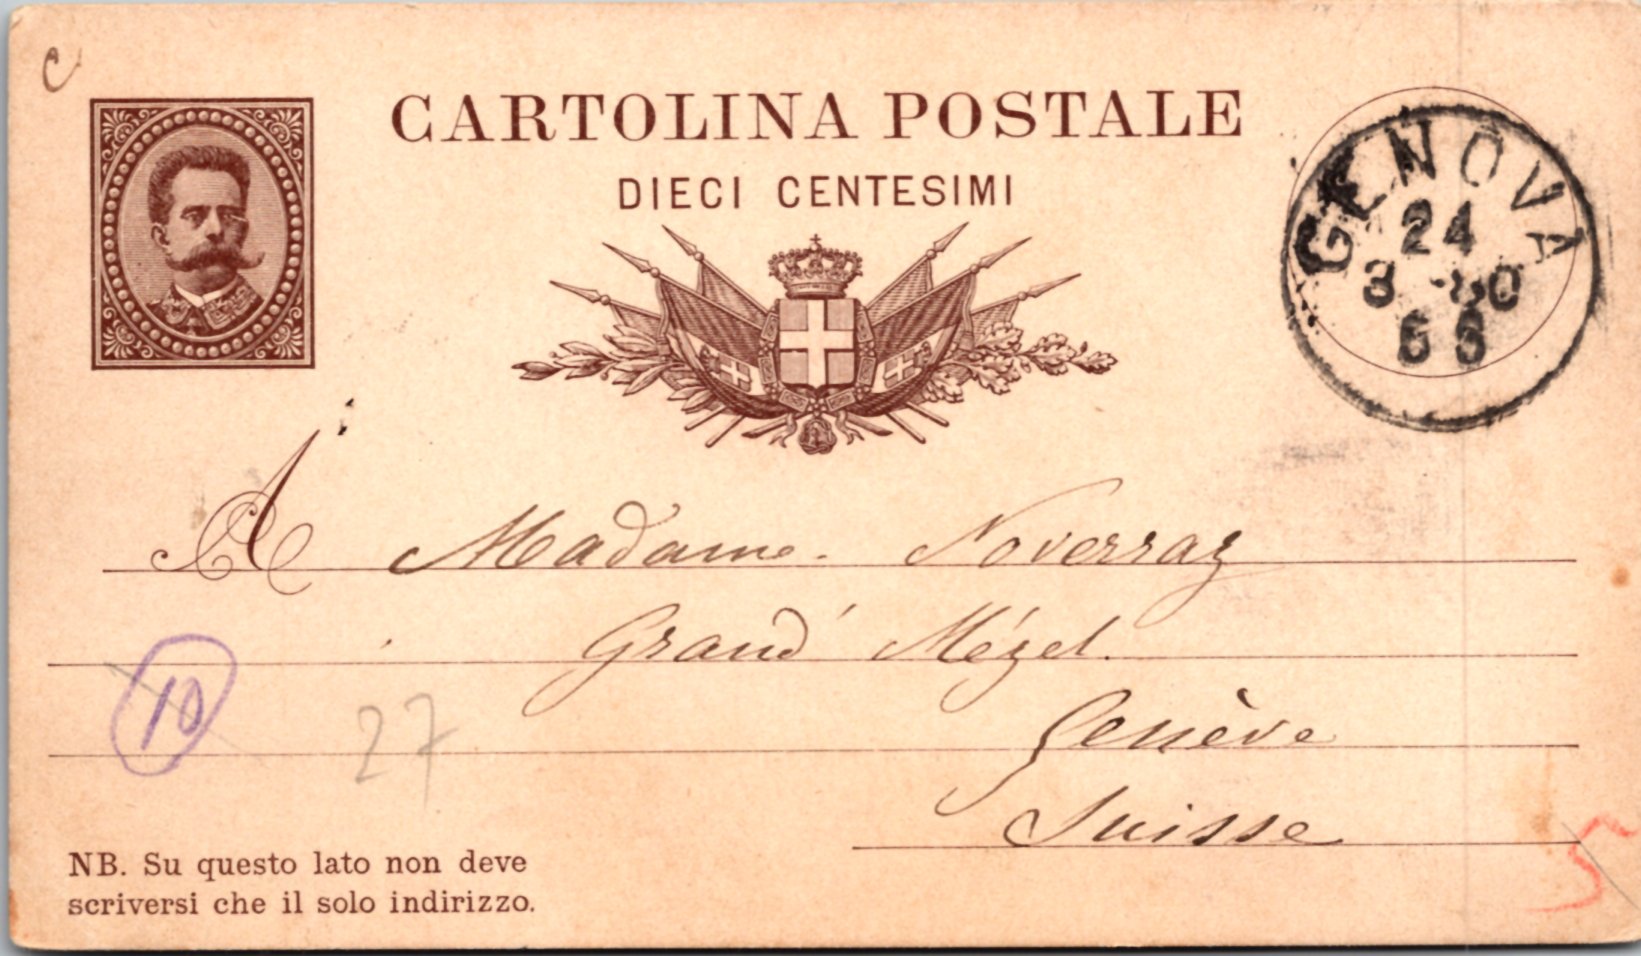 C
CARTOLINA POSTALE
DIECI CENTESIMI
GENOVA
24
A Madame. Noverraz
Grand Mézel.
Genève
Suisse
10
27
5
NB. Su questo lato non deve
scriversi che il solo indirizzo.